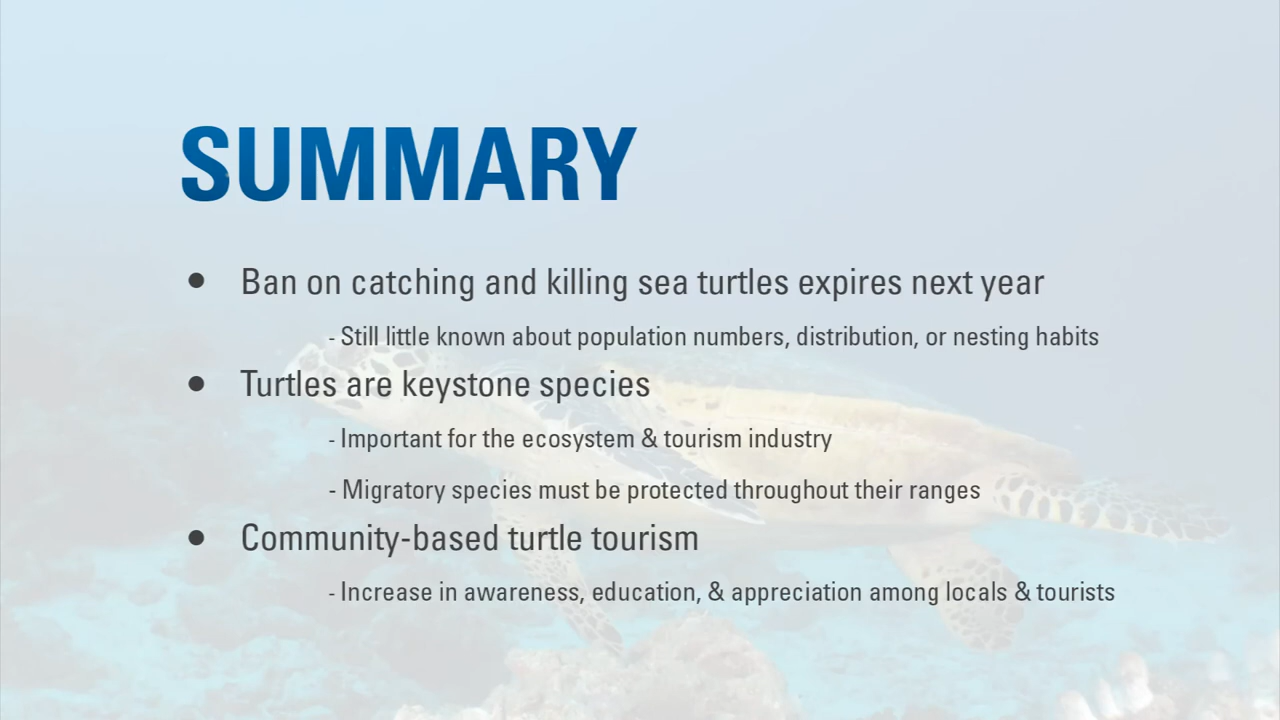 SUMMARY
• Ban on catching and killing sea turtles expires next year
- Still little known about population numbers, distribution, or nesting habits
• Turtles are keystone species
- Important for the ecosystem & tourism industry
- Migratory species must be protected throughout their ranges
• Community-based turtle tourism
- Increase in awareness, education, & appreciation among locals & tourists